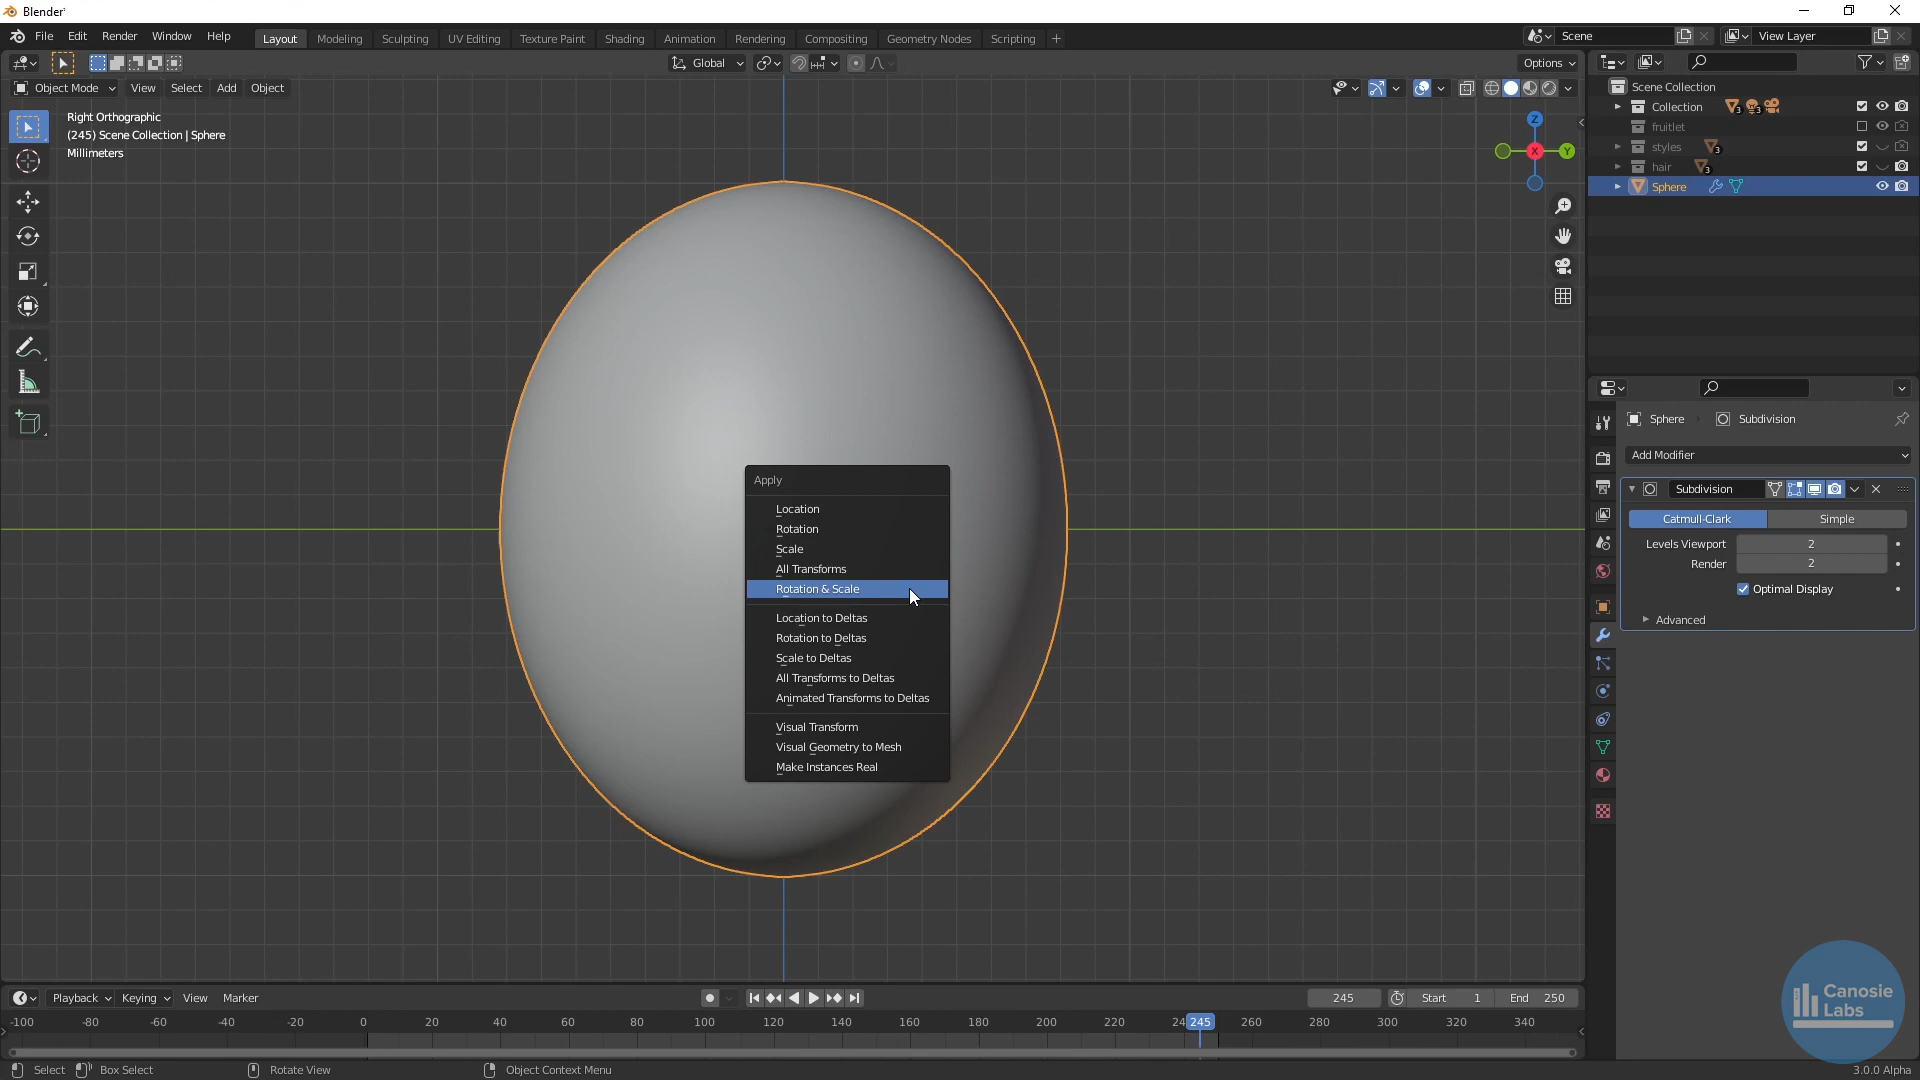 Blender
File Edit Render Window Help
Layout Modeling Sculpting UV Editing Texture Paint Shading Animation Rendering Compositing Geometry Nodes Scripting +
Scene
View Layer
Global
Options
Object Mode View Select Add Object
Right Orthographic
(245) Scene Collection | Sphere
Millimeters
Z
X
Y
Scene Collection
Collection 3 3
fruitlet
styles 3
hair 3
Sphere
Sphere Subdivision
Add Modifier
Subdivision
Catmull-Clark Simple
Levels Viewport 2
Render 2
Optimal Display
Advanced
Apply
Location
Rotation
Scale
All Transforms
Rotation & Scale
Location to Deltas
Rotation to Deltas
Scale to Deltas
All Transforms to Deltas
Animated Transforms to Deltas
Visual Transform
Visual Geometry to Mesh
Make Instances Real
Playback Keying View Marker
245 Start 1 End 250
-100 -80 -60 -40 -20 0 20 40 60 80 100 120 140 160 180 200 220 24 245 260 280 300 320 340
Canosie
Labs
Select Box Select Rotate View Object Context Menu
3.0.0 Alpha